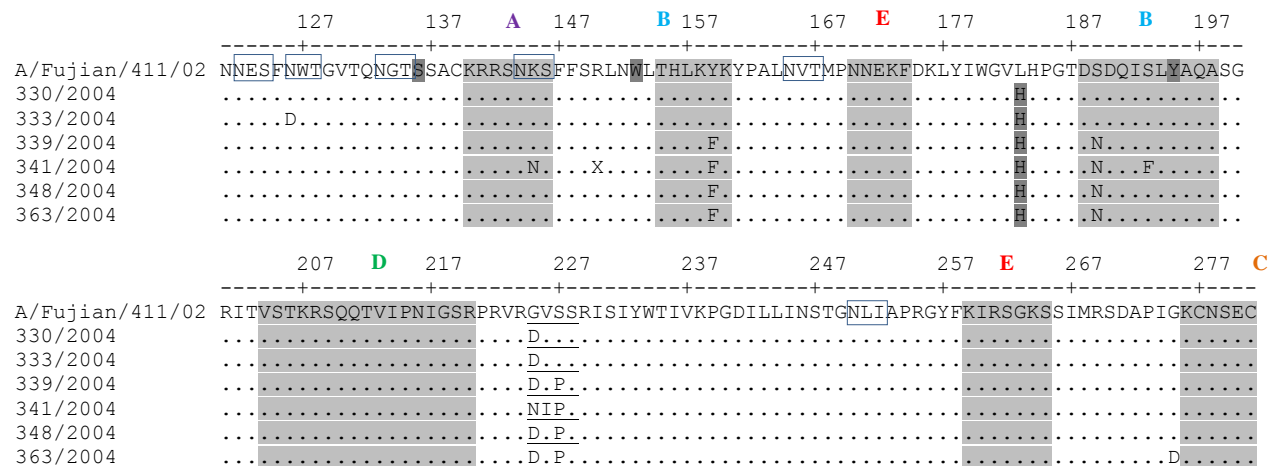 127 A 147 B 157 167 E 177 187 B 197
137
------+---------+---------+---------+---------+---------+---------+---------+---
A/Fujian/411/02 NNESFNWTGVTQNGTSSACKRRSNKSFFSRLNWLTHLKYKYPALNVTMPNNEKFDKLYIWGVLHPGTDSDQISLYAQASG
330/2004 ..............................................................H.................
333/2004 .....D........................................................H.................
339/2004 ......................................F.......................H.....N...........
341/2004 ........................N....X........F.......................H.....N...F.......
348/2004 ......................................F.......................H.....N...........
363/2004 ......................................F.......................H.....N...........
207 D 217 227 237 247 257 E 267 277 C
------+---------+---------+---------+---------+---------+---------+---------+----
A/Fujian/411/02 RITVSTKRSQQTVIPNIGSRPRVRGVSSRISIYWTIVKPGDILLINSTGNLIAPRGYFKIRSGKSSIMRSDAPIGKCNSEC
330/2004 ........................D........................................................
333/2004 ........................D........................................................
339/2004 ........................D.P......................................................
341/2004 ........................NIP......................................................
348/2004 ........................D.P......................................................
363/2004 ........................D.P...............................................D......